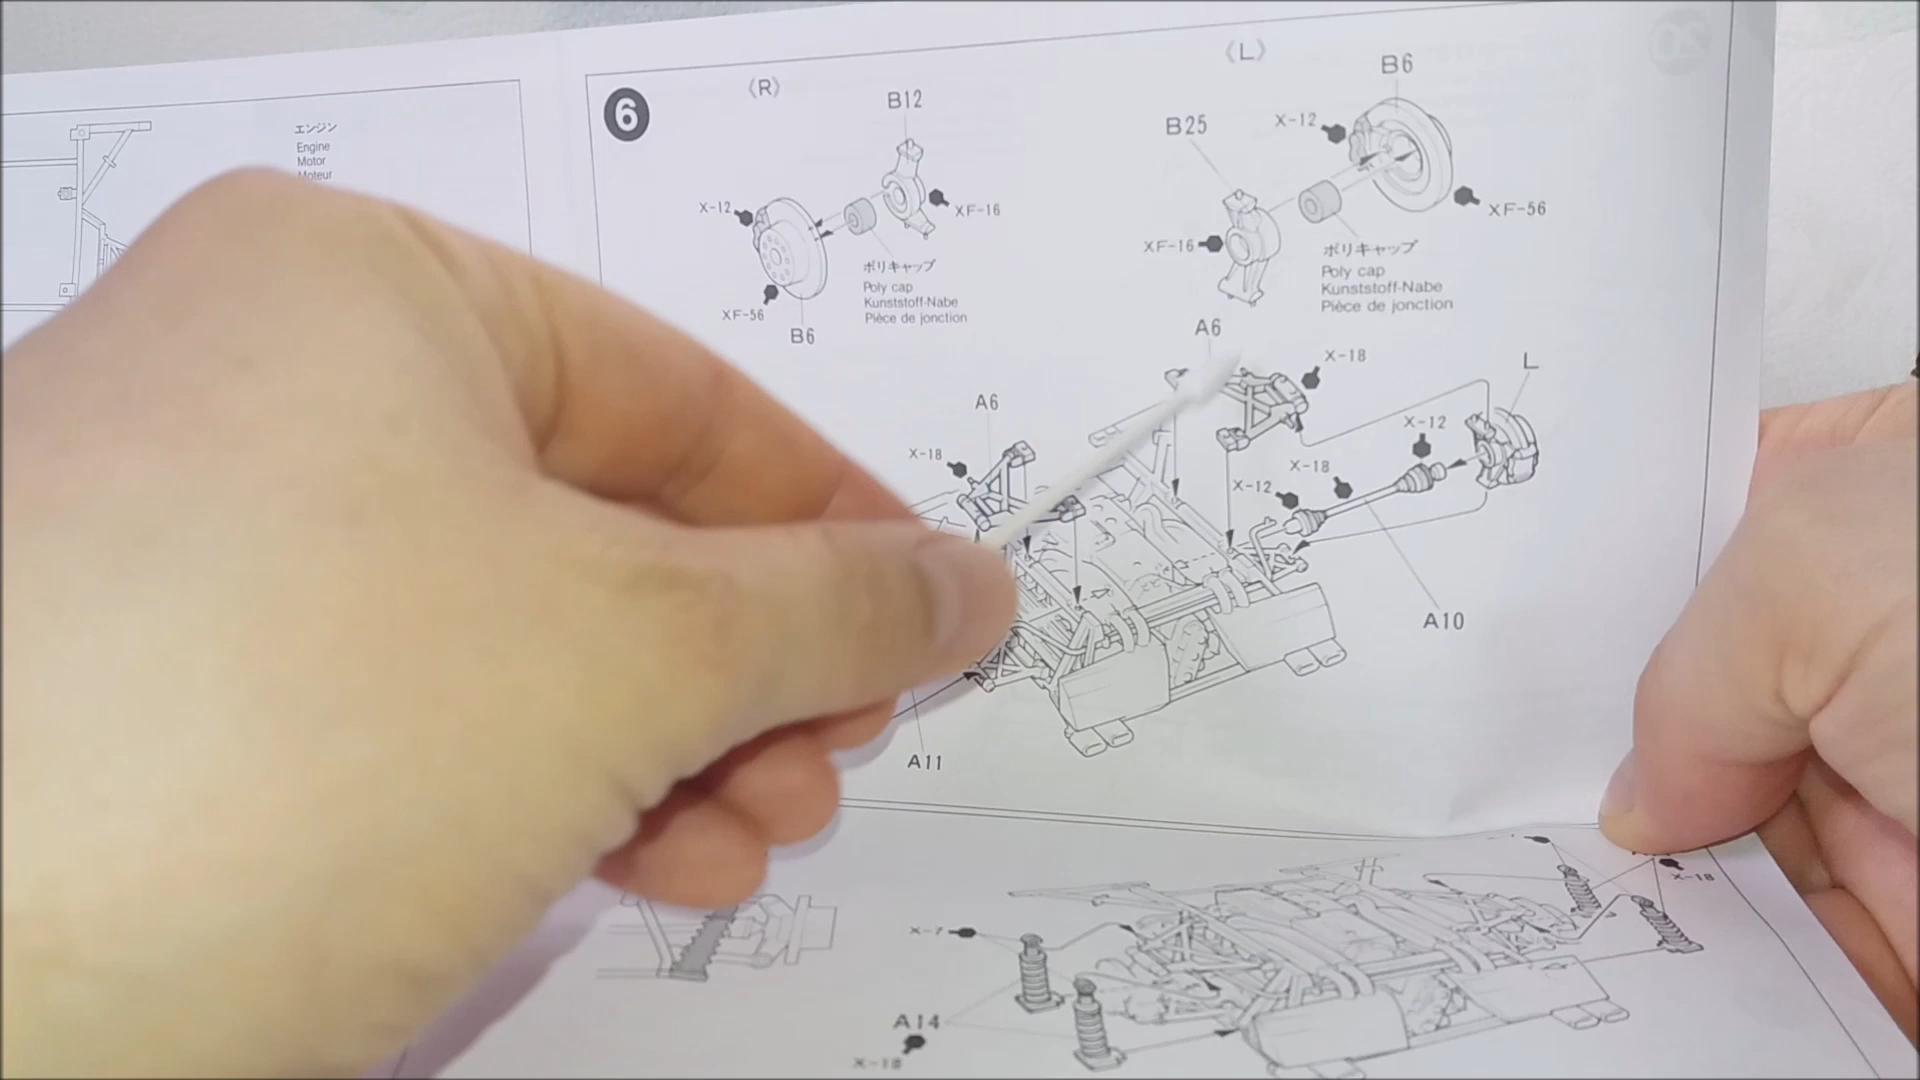 エンジン
Engine
Motor
Moteur
6
〈R〉
B12
X-12
XF-16
ポリキャップ
Poly cap
Kunststoff-Nabe
Pièce de jonction
XF-56
B6
〈L〉
B6
X-12
B25
XF-56
XF-16
ポリキャップ
Poly cap
Kunststoff-Nabe
Pièce de jonction
A6
X-18
L
A6
X-12
X-18
X-18
X-12
A10
A11
X-18
X-7
A14
X-18
20